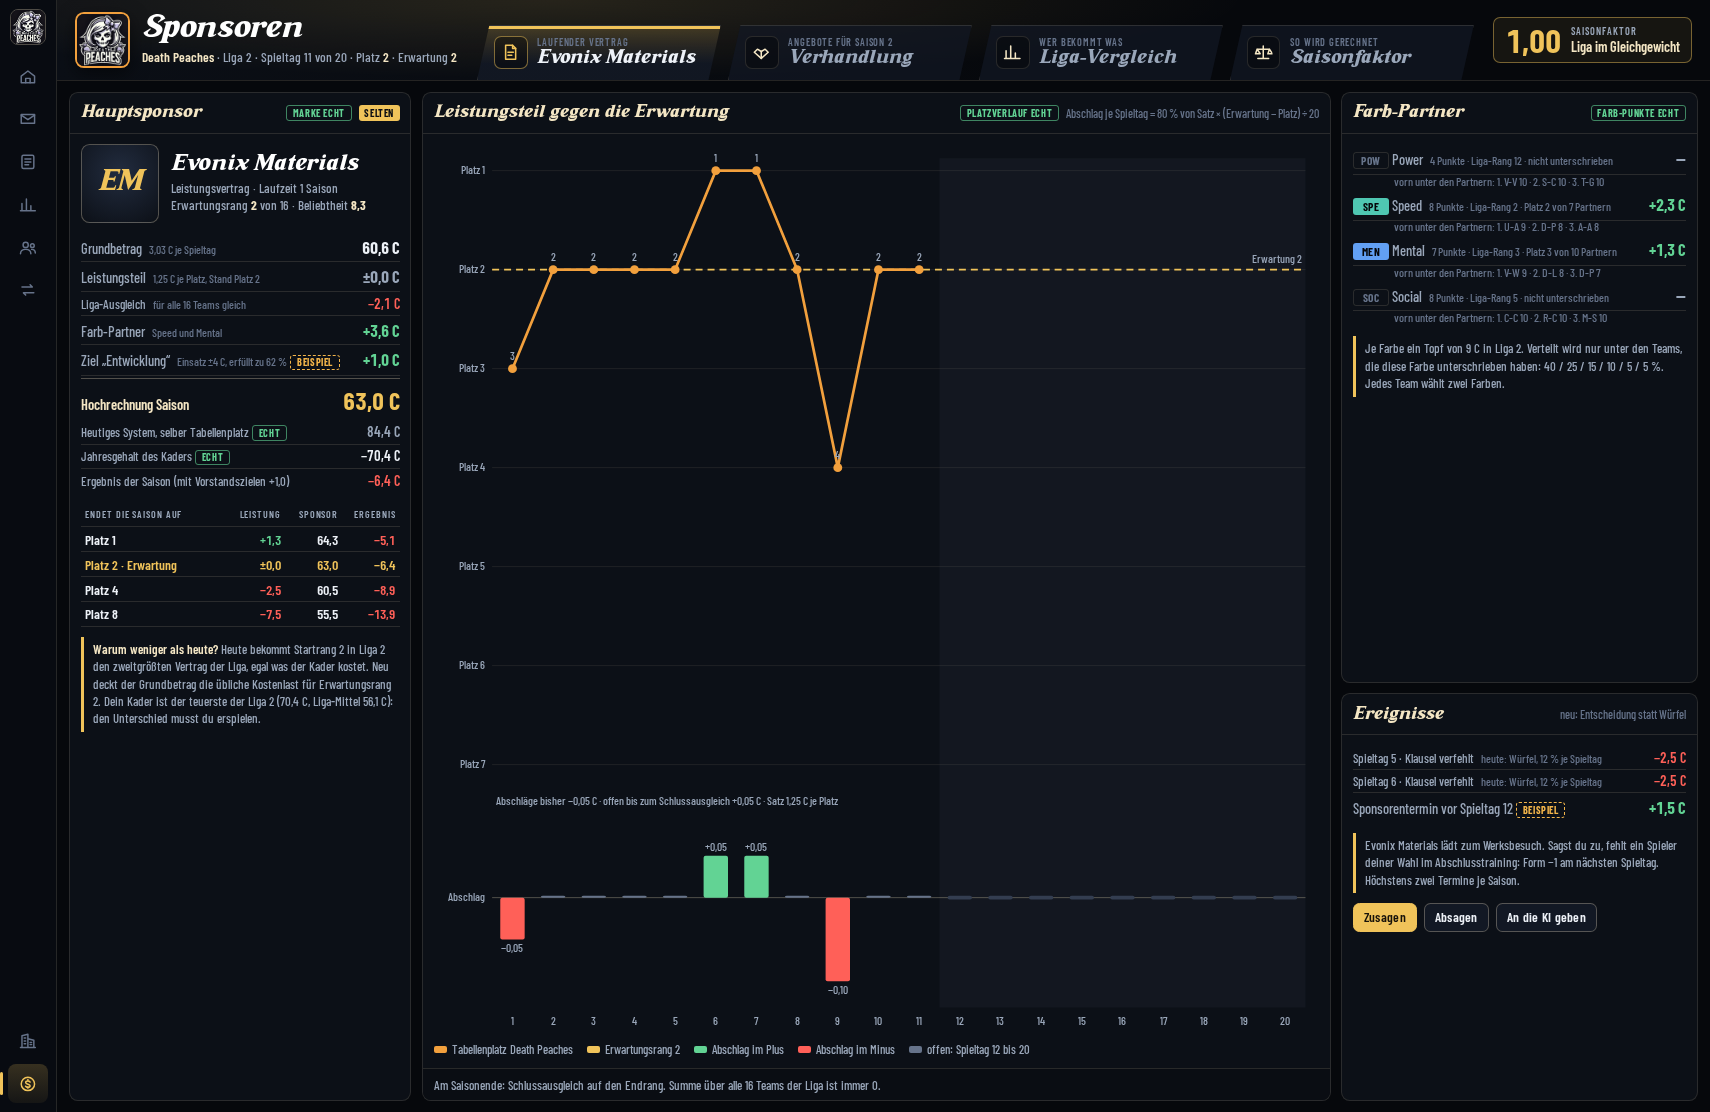 PEACHES
PEACHES
Sponsoren
Death Peaches · Liga 2 · Spieltag 11 von 20 · Platz 2 · Erwartung 2
LAUFENDER VERTRAG
Evonix Materials
ANGEBOTE FÜR SAISON 2
Verhandlung
WER BEKOMMT WAS
Liga-Vergleich
SO WIRD GERECHNET
Saisonfaktor
1,00
SAISONFAKTOR
Liga im Gleichgewicht
Hauptsponsor
MARKE ECHT
SELTEN
EM
Evonix Materials
Leistungsvertrag · Laufzeit 1 Saison
Erwartungsrang 2 von 16 · Beliebtheit 8,3
Grundbetrag 3,03 C je Spieltag 60,6 C
Leistungsteil 1,25 C je Platz, Stand Platz 2 ±0,0 C
Liga-Ausgleich für alle 16 Teams gleich −2,1 C
Farb-Partner Speed und Mental +3,6 C
Ziel „Entwicklung“ Einsatz ±4 C, erfüllt zu 62 % BEISPIEL +1,0 C
Hochrechnung Saison 63,0 C
Heutiges System, selber Tabellenplatz ECHT 84,4 C
Jahresgehalt des Kaders ECHT −70,4 C
Ergebnis der Saison (mit Vorstandszielen +1,0) −6,4 C
ENDET DIE SAISON AUF LEISTUNG SPONSOR ERGEBNIS
Platz 1 +1,3 64,3 −5,1
Platz 2 · Erwartung ±0,0 63,0 −6,4
Platz 4 −2,5 60,5 −8,9
Platz 8 −7,5 55,5 −13,9
Warum weniger als heute? Heute bekommt Startrang 2 in Liga 2
den zweitgrößten Vertrag der Liga, egal was der Kader kostet. Neu
deckt der Grundbetrag die übliche Kostenlast für Erwartungsrang
2. Dein Kader ist der teuerste der Liga 2 (70,4 C, Liga-Mittel 56,1 C):
den Unterschied musst du erspielen.
Leistungsteil gegen die Erwartung
PLATZVERLAUF ECHT
Abschlag je Spieltag = 80 % von Satz × (Erwartung − Platz) ÷ 20
Platz 1
Platz 2
Platz 3
Platz 4
Platz 5
Platz 6
Platz 7
3 2 2 2 2 1 1 2 4 2 2
Erwartung 2
Abschläge bisher −0,05 C · offen bis zum Schlussausgleich +0,05 C · Satz 1,25 C je Platz
Abschlag
−0,05 +0,05 +0,05 −0,10
1 2 3 4 5 6 7 8 9 10 11 12 13 14 15 16 17 18 19 20
Tabellenplatz Death Peaches
Erwartungsrang 2
Abschlag im Plus
Abschlag im Minus
offen: Spieltag 12 bis 20
Am Saisonende: Schlussausgleich auf den Endrang. Summe über alle 16 Teams der Liga ist immer 0.
Farb-Partner
FARB-PUNKTE ECHT
POW Power 4 Punkte · Liga-Rang 12 · nicht unterschrieben –
vorn unter den Partnern: 1. V-V 10 · 2. S-C 10 · 3. T-G 10
SPE Speed 8 Punkte · Liga-Rang 2 · Platz 2 von 7 Partnern +2,3 C
vorn unter den Partnern: 1. U-A 9 · 2. D-P 8 · 3. A-A 8
MEN Mental 7 Punkte · Liga-Rang 3 · Platz 3 von 10 Partnern +1,3 C
vorn unter den Partnern: 1. V-W 9 · 2. D-L 8 · 3. D-P 7
SOC Social 8 Punkte · Liga-Rang 5 · nicht unterschrieben –
vorn unter den Partnern: 1. C-C 10 · 2. R-C 10 · 3. M-S 10
Je Farbe ein Topf von 9 C in Liga 2. Verteilt wird nur unter den Teams,
die diese Farbe unterschrieben haben: 40 / 25 / 15 / 10 / 5 / 5 %.
Jedes Team wählt zwei Farben.
Ereignisse
neu: Entscheidung statt Würfel
Spieltag 5 · Klausel verfehlt heute: Würfel, 12 % je Spieltag −2,5 C
Spieltag 6 · Klausel verfehlt heute: Würfel, 12 % je Spieltag −2,5 C
Sponsorentermin vor Spieltag 12 BEISPIEL +1,5 C
Evonix Materials lädt zum Werksbesuch. Sagst du zu, fehlt ein Spieler
deiner Wahl im Abschlusstraining: Form −1 am nächsten Spieltag.
Höchstens zwei Termine je Saison.
Zusagen
Absagen
An die KI geben